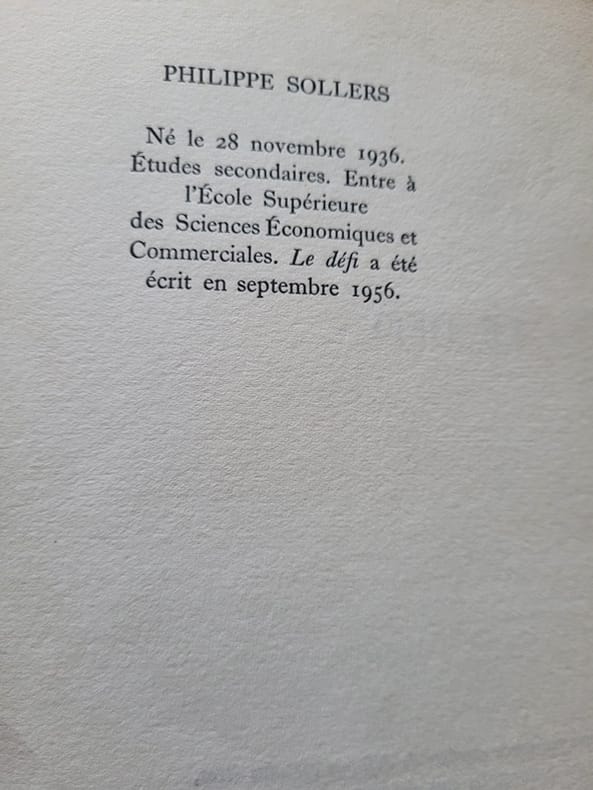 PHILIPPE SOLLERS
Né le 28 novembre 1936.
Études secondaires. Entre à
l'École Supérieure
des Sciences Économiques et
Commerciales. Le défi a été
écrit en septembre 1956.